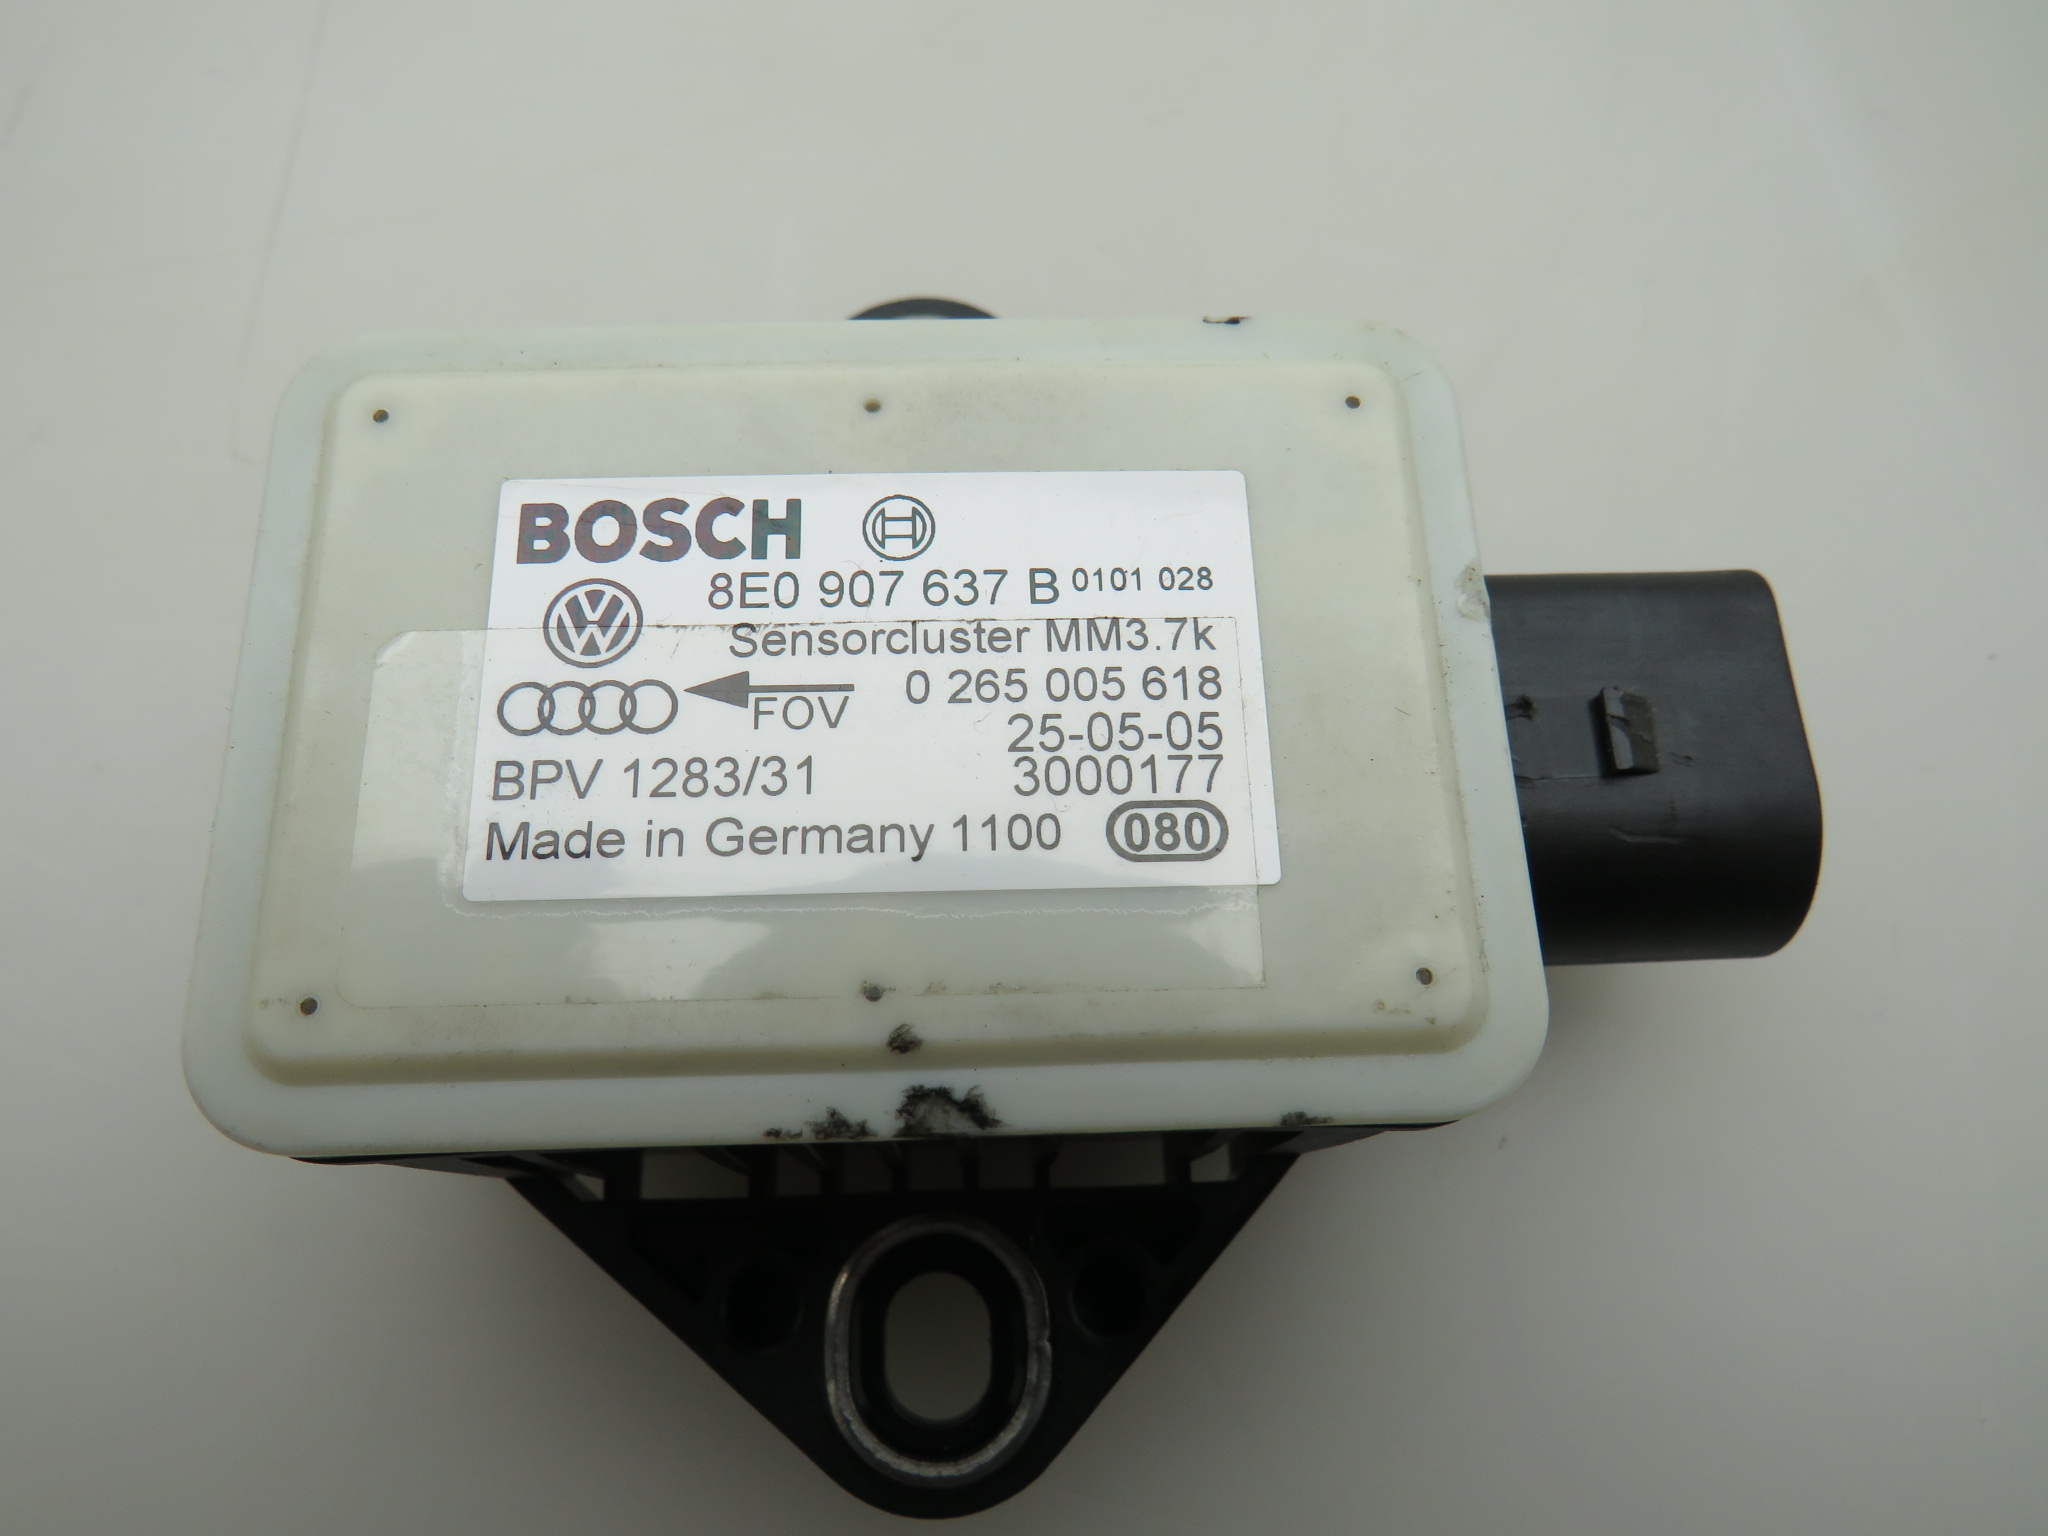 BOSCH
8E0 907 637 B 0101 028
Sensorcluster MM3.7k
FOV 0 265 005 618
25-05-05
BPV 1283/31 3000177
Made in Germany 1100 080